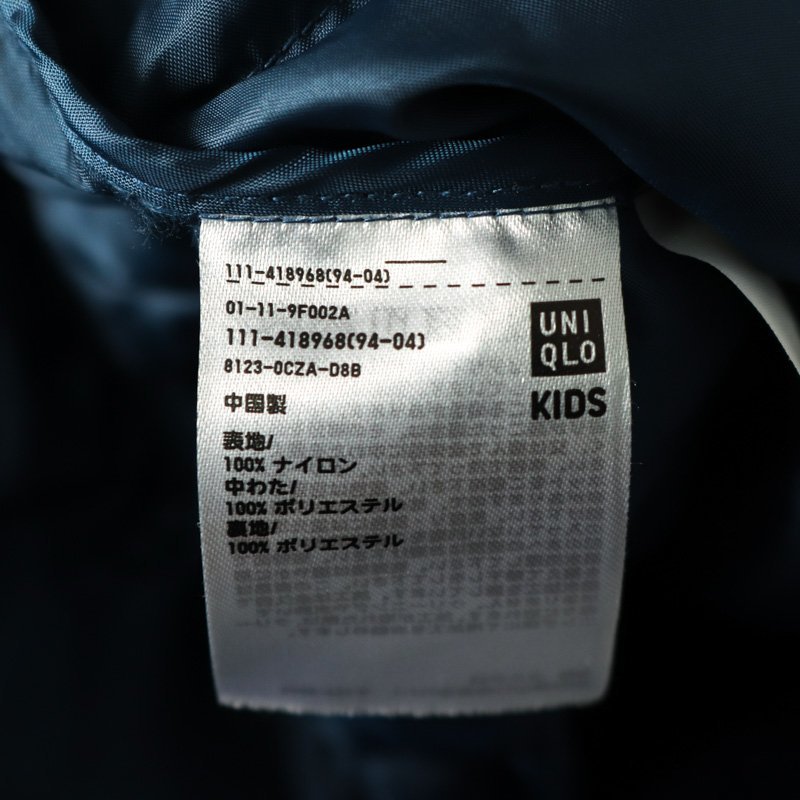 111-418968(94-04)
01-11-9F002A
111-418968(94-04)
8123-0CZA-D8B
中国製
UNI
QLO
KIDS
表地/
100% ナイロン
中わた/
100% ポリエステル
裏地/
100% ポリエステル